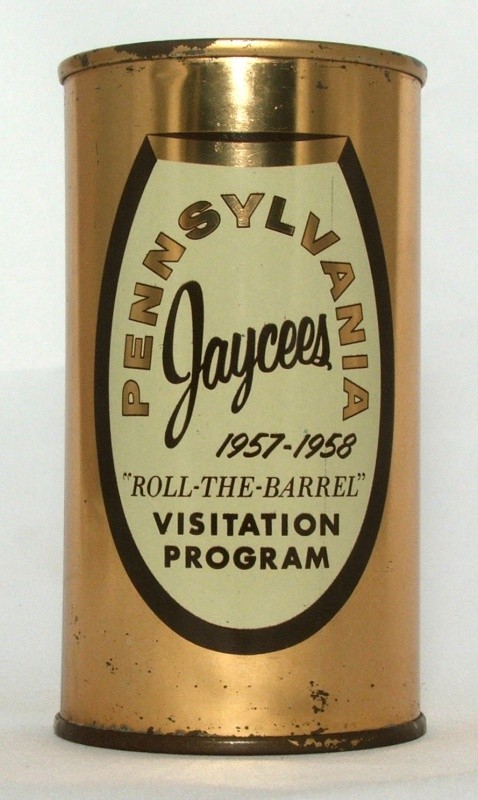 PENNSYLVANIA
Jaycees
1957-1958
"ROLL-THE-BARREL"
VISITATION
PROGRAM